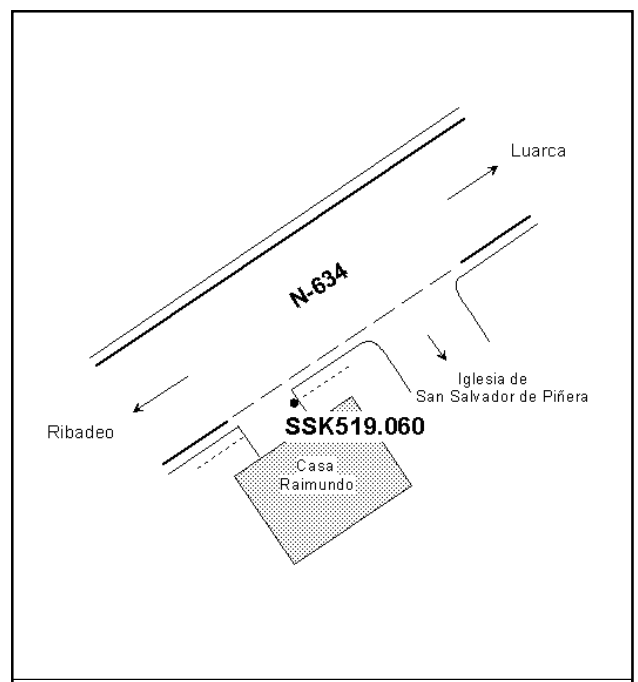 Luarca
N-634
Iglesia de
San Salvador de Piñera
Ribadeo
SSK519.060
Casa
Raimundo